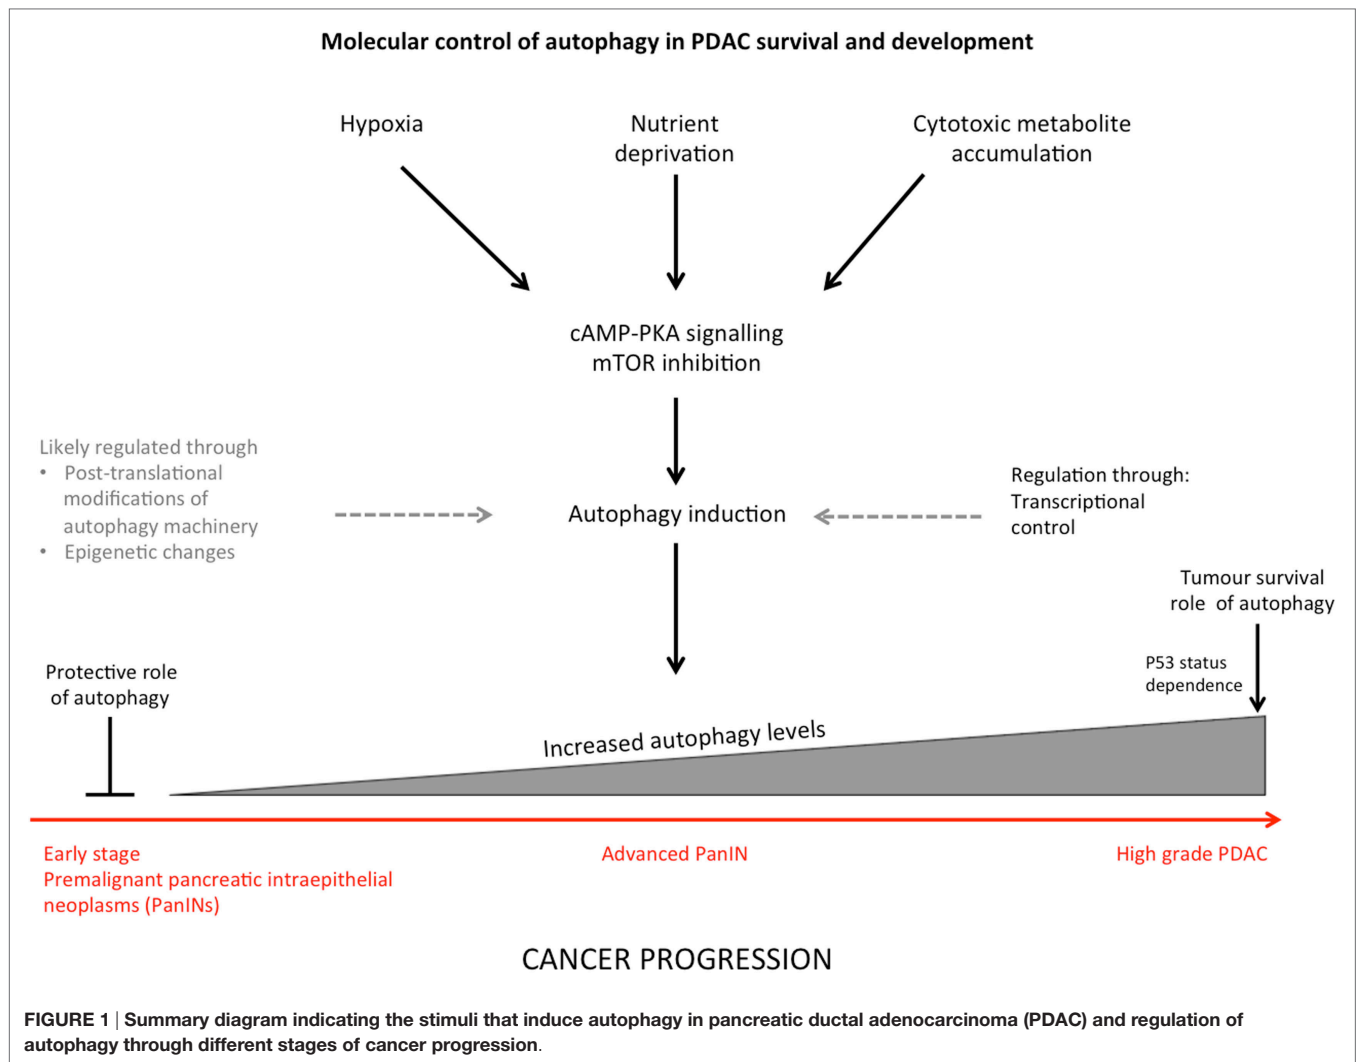 Molecular control of autophagy in PDAC survival and development
Hypoxia
Nutrient
deprivation
Cytotoxic metabolite
accumulation
cAMP-PKA signalling
mTOR inhibition
Likely regulated through
• Post-translational
modifications of
autophagy machinery
• Epigenetic changes
Autophagy induction
Regulation through:
Transcriptional
control
Tumour survival
role of autophagy
P53 status
dependence
Protective role
of autophagy
Increased autophagy levels
Early stage
Premalignant pancreatic intraepithelial
neoplasms (PanINs)
Advanced PanIN
High grade PDAC
CANCER PROGRESSION
FIGURE 1 | Summary diagram indicating the stimuli that induce autophagy in pancreatic ductal adenocarcinoma (PDAC) and regulation of
autophagy through different stages of cancer progression.